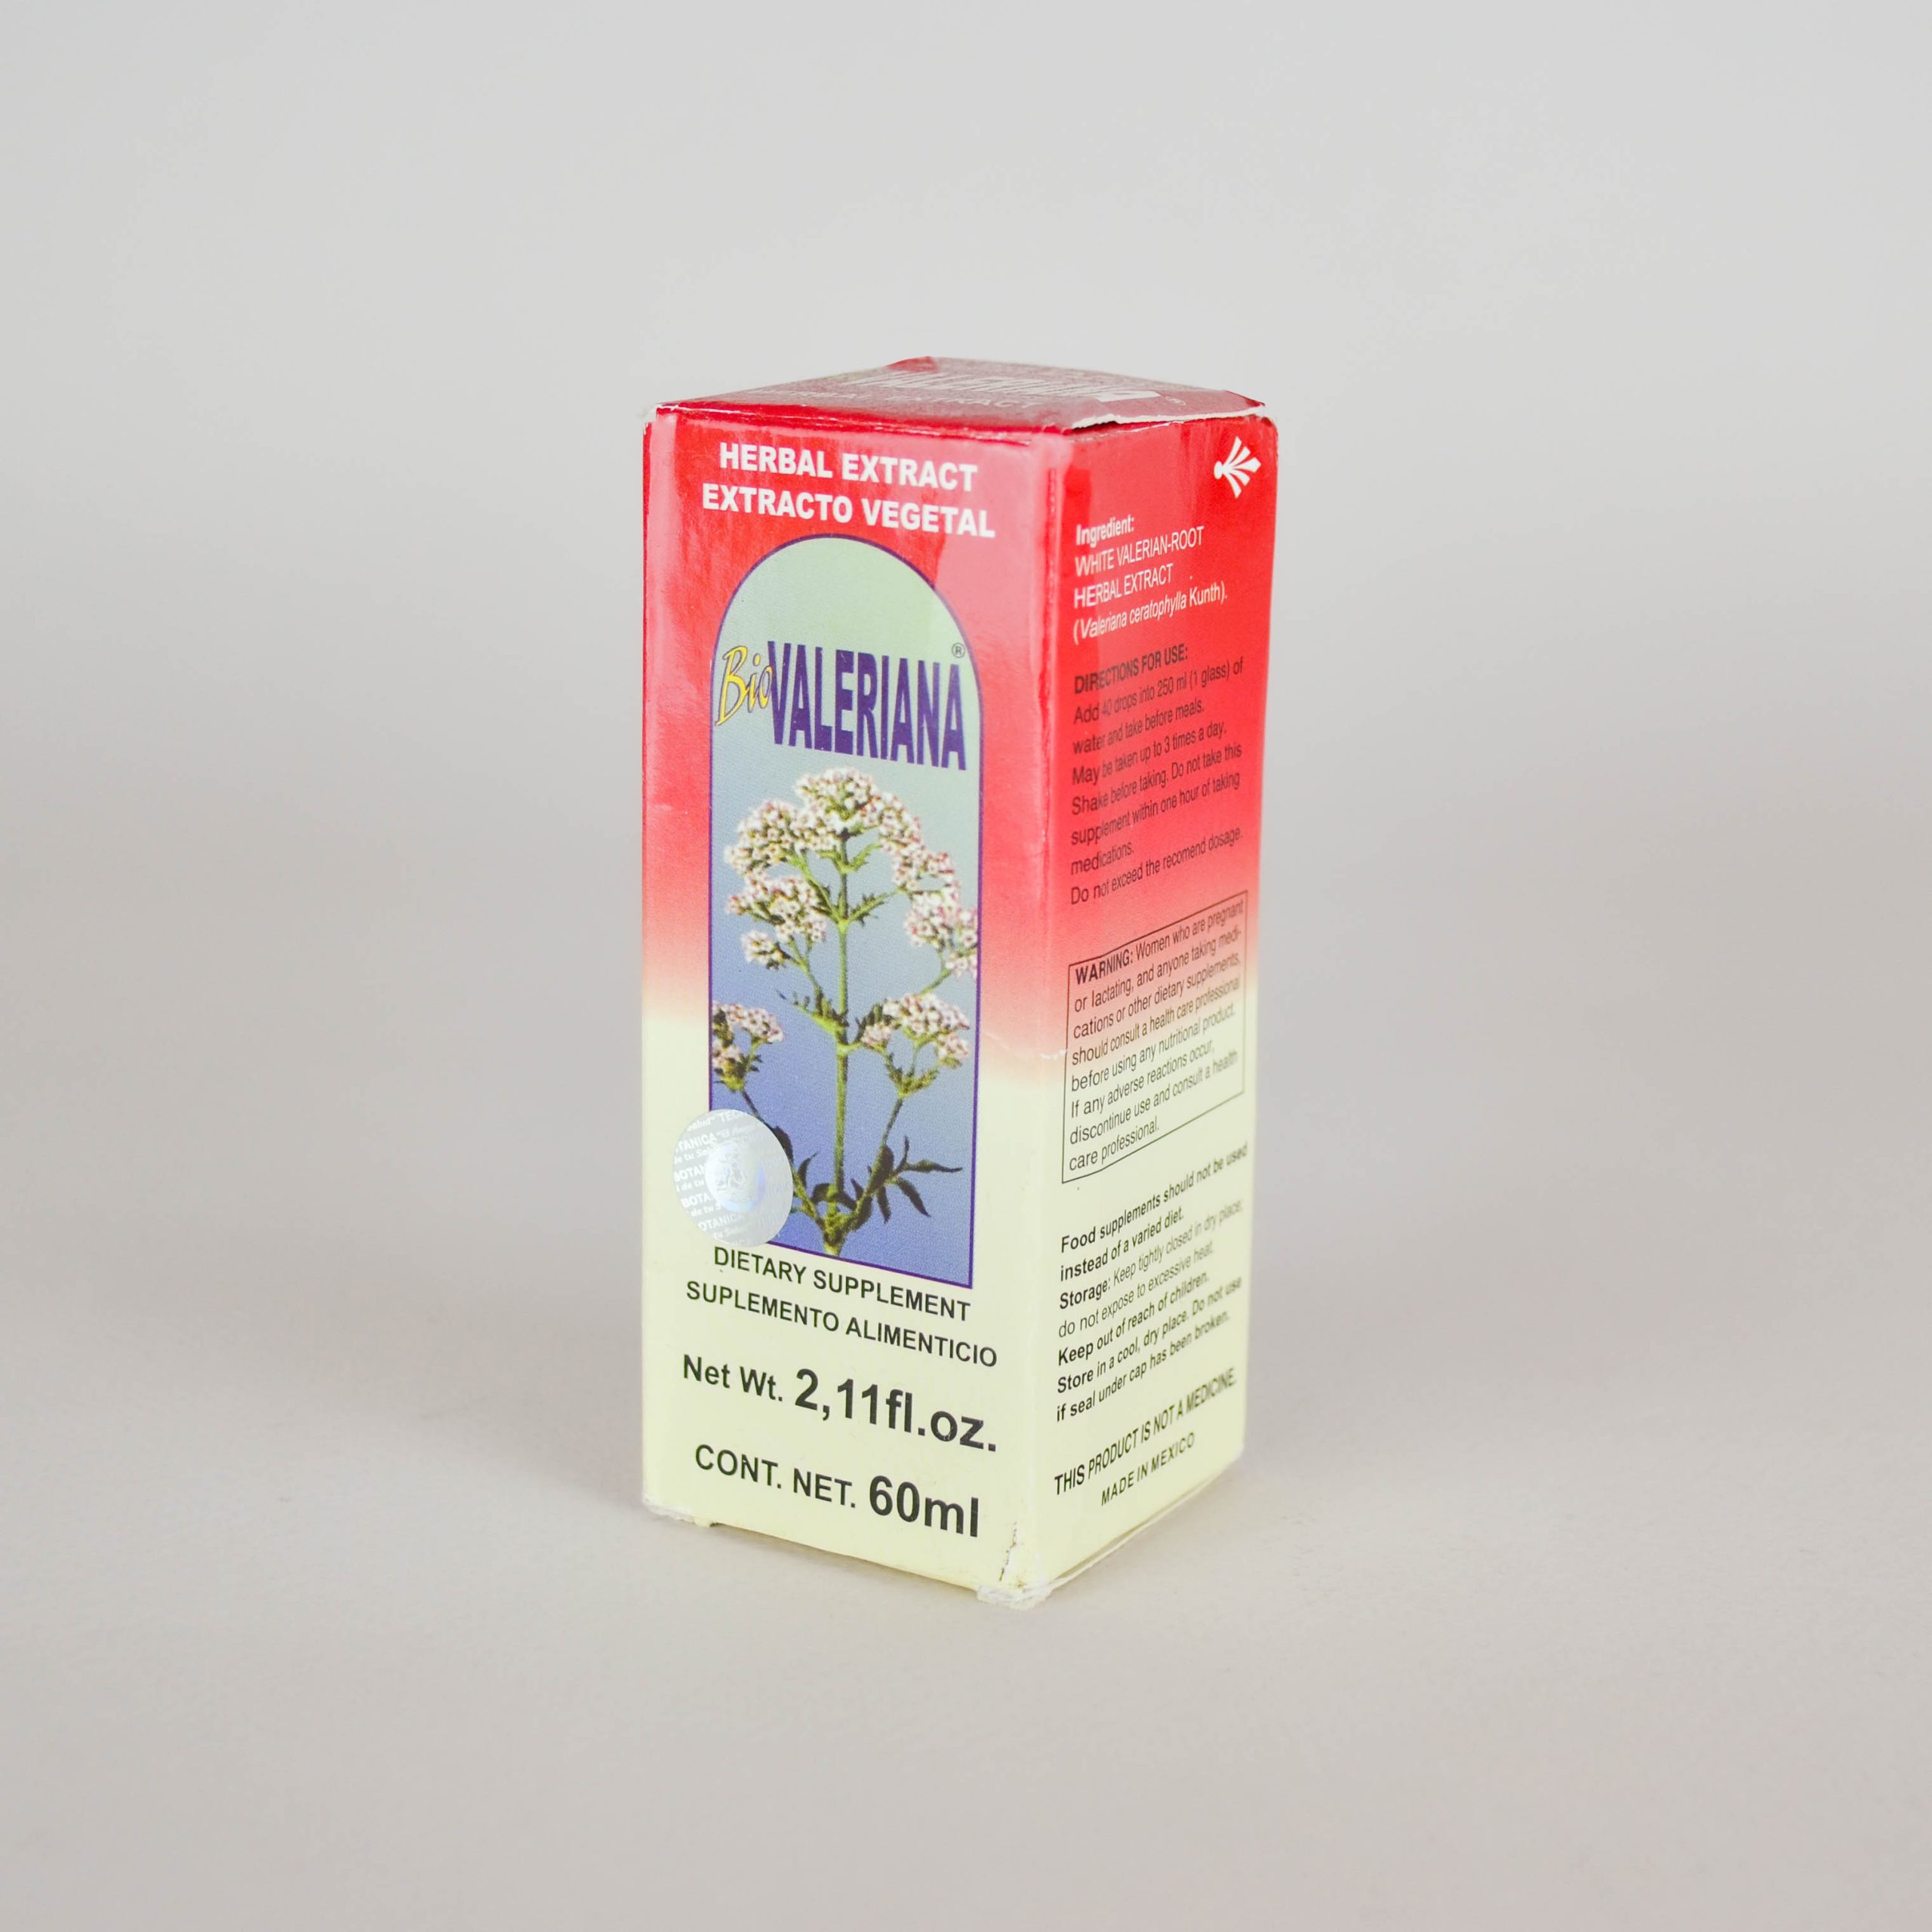 VALERIANA ®
HERBAL EXTRACT
HERBAL EXTRACT
EXTRACTO VEGETAL
BioVALERIANA®
DIETARY SUPPLEMENT
SUPLEMENTO ALIMENTICIO
Net Wt. 2,11fl.oz.
CONT. NET. 60ml
Ingredient:
WHITE VALERIAN-ROOT
HERBAL EXTRACT
(Valeriana ceratophylla Kunth).
DIRECTIONS FOR USE:
Add 40 drops into 250 ml (1 glass) of
water and take before meals.
May be taken up to 3 times a day.
Shake before taking. Do not take this
supplement within one hour of taking
medications.
Do not exceed the recomend dosage.
WARNING: Women who are pregnant
or lactating, and anyone taking medi-
cations or other dietary supplements,
should consult a health care professional
before using any nutritional product.
If any adverse reactions occur,
discontinue use and consult a health
care professional.
Food supplements should not be used
instead of a varied diet.
Storage: Keep tightly closed in dry place;
do not expose to excessive heat.
Keep out of reach of children.
Store in a cool, dry place. Do not use
if seal under cap has been broken.
THIS PRODUCT IS NOT A MEDICINE.
MADE IN MEXICO